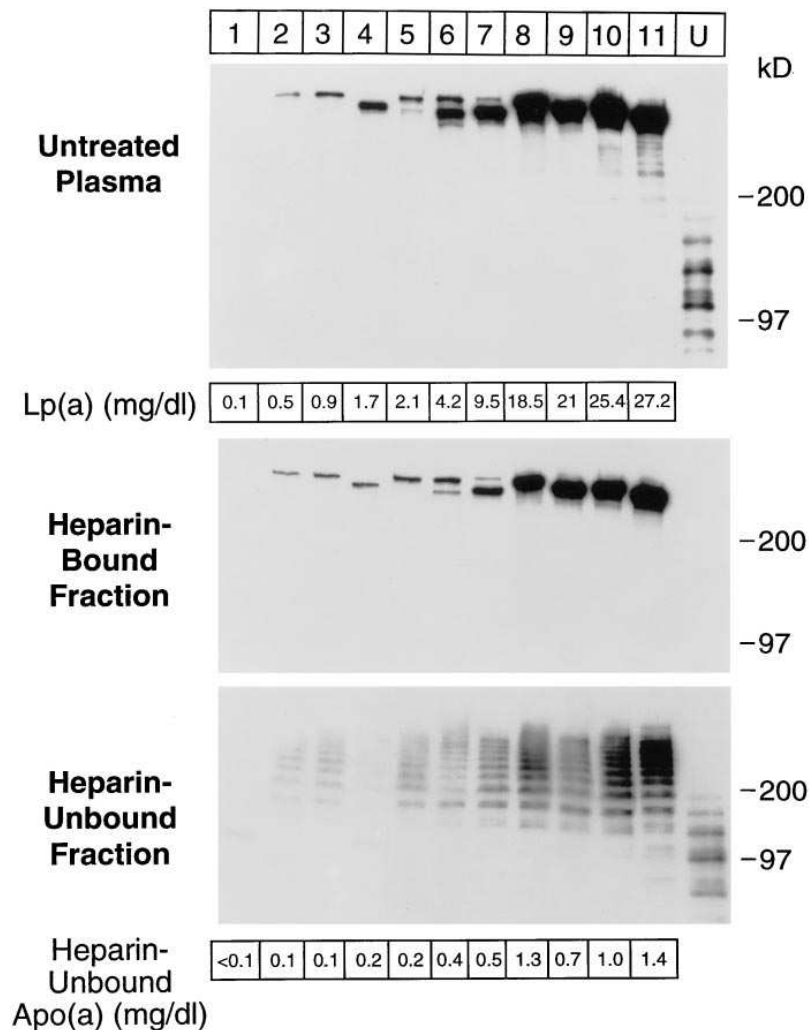 1 2 3 4 5 6 7 8 9 10 11 U
kD
Untreated
Plasma
-200
-97
Lp(a) (mg/dl) 0.1 0.5 0.9 1.7 2.1 4.2 9.5 18.5 21 25.4 27.2
Heparin-
Bound
Fraction
-200
-97
Heparin-
Unbound
Fraction
-200
-97
Heparin-
Unbound
Apo(a) (mg/dl) <0.1 0.1 0.1 0.2 0.2 0.4 0.5 1.3 0.7 1.0 1.4